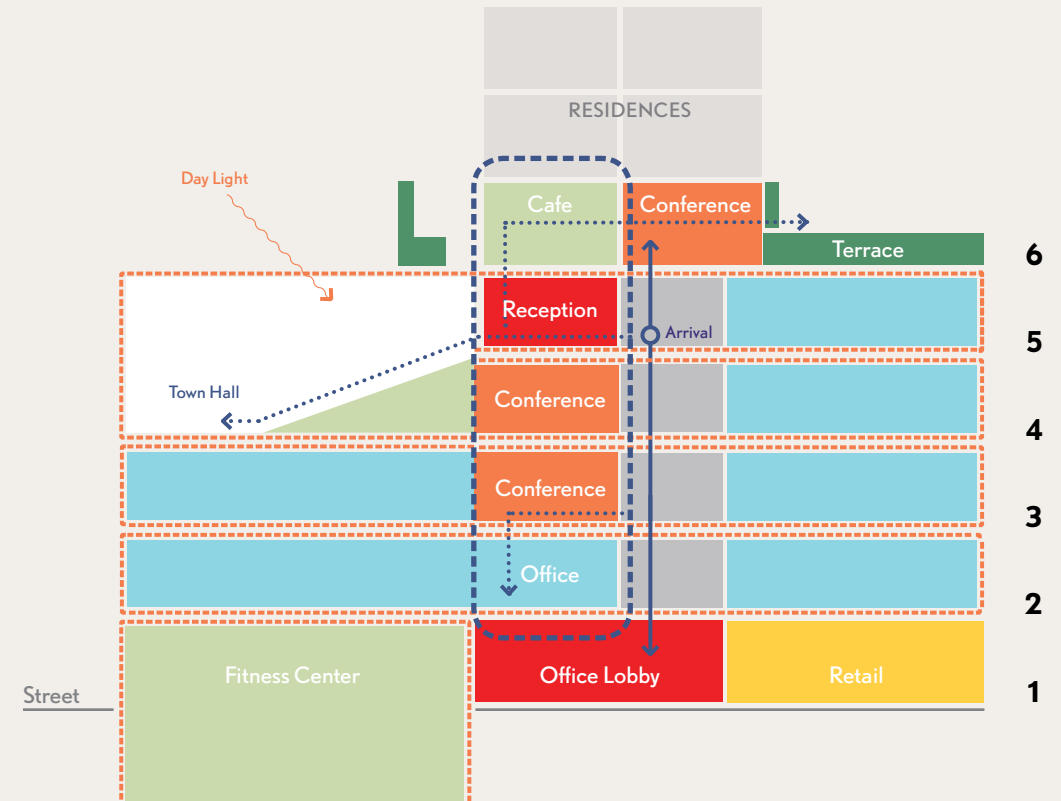 RESIDENCES
Day Light
Cafe
Conference
Terrace
6
Reception
Arrival
5
Town Hall
Conference
4
Conference
3
Office
2
Fitness Center
Office Lobby
Retail
Street
1